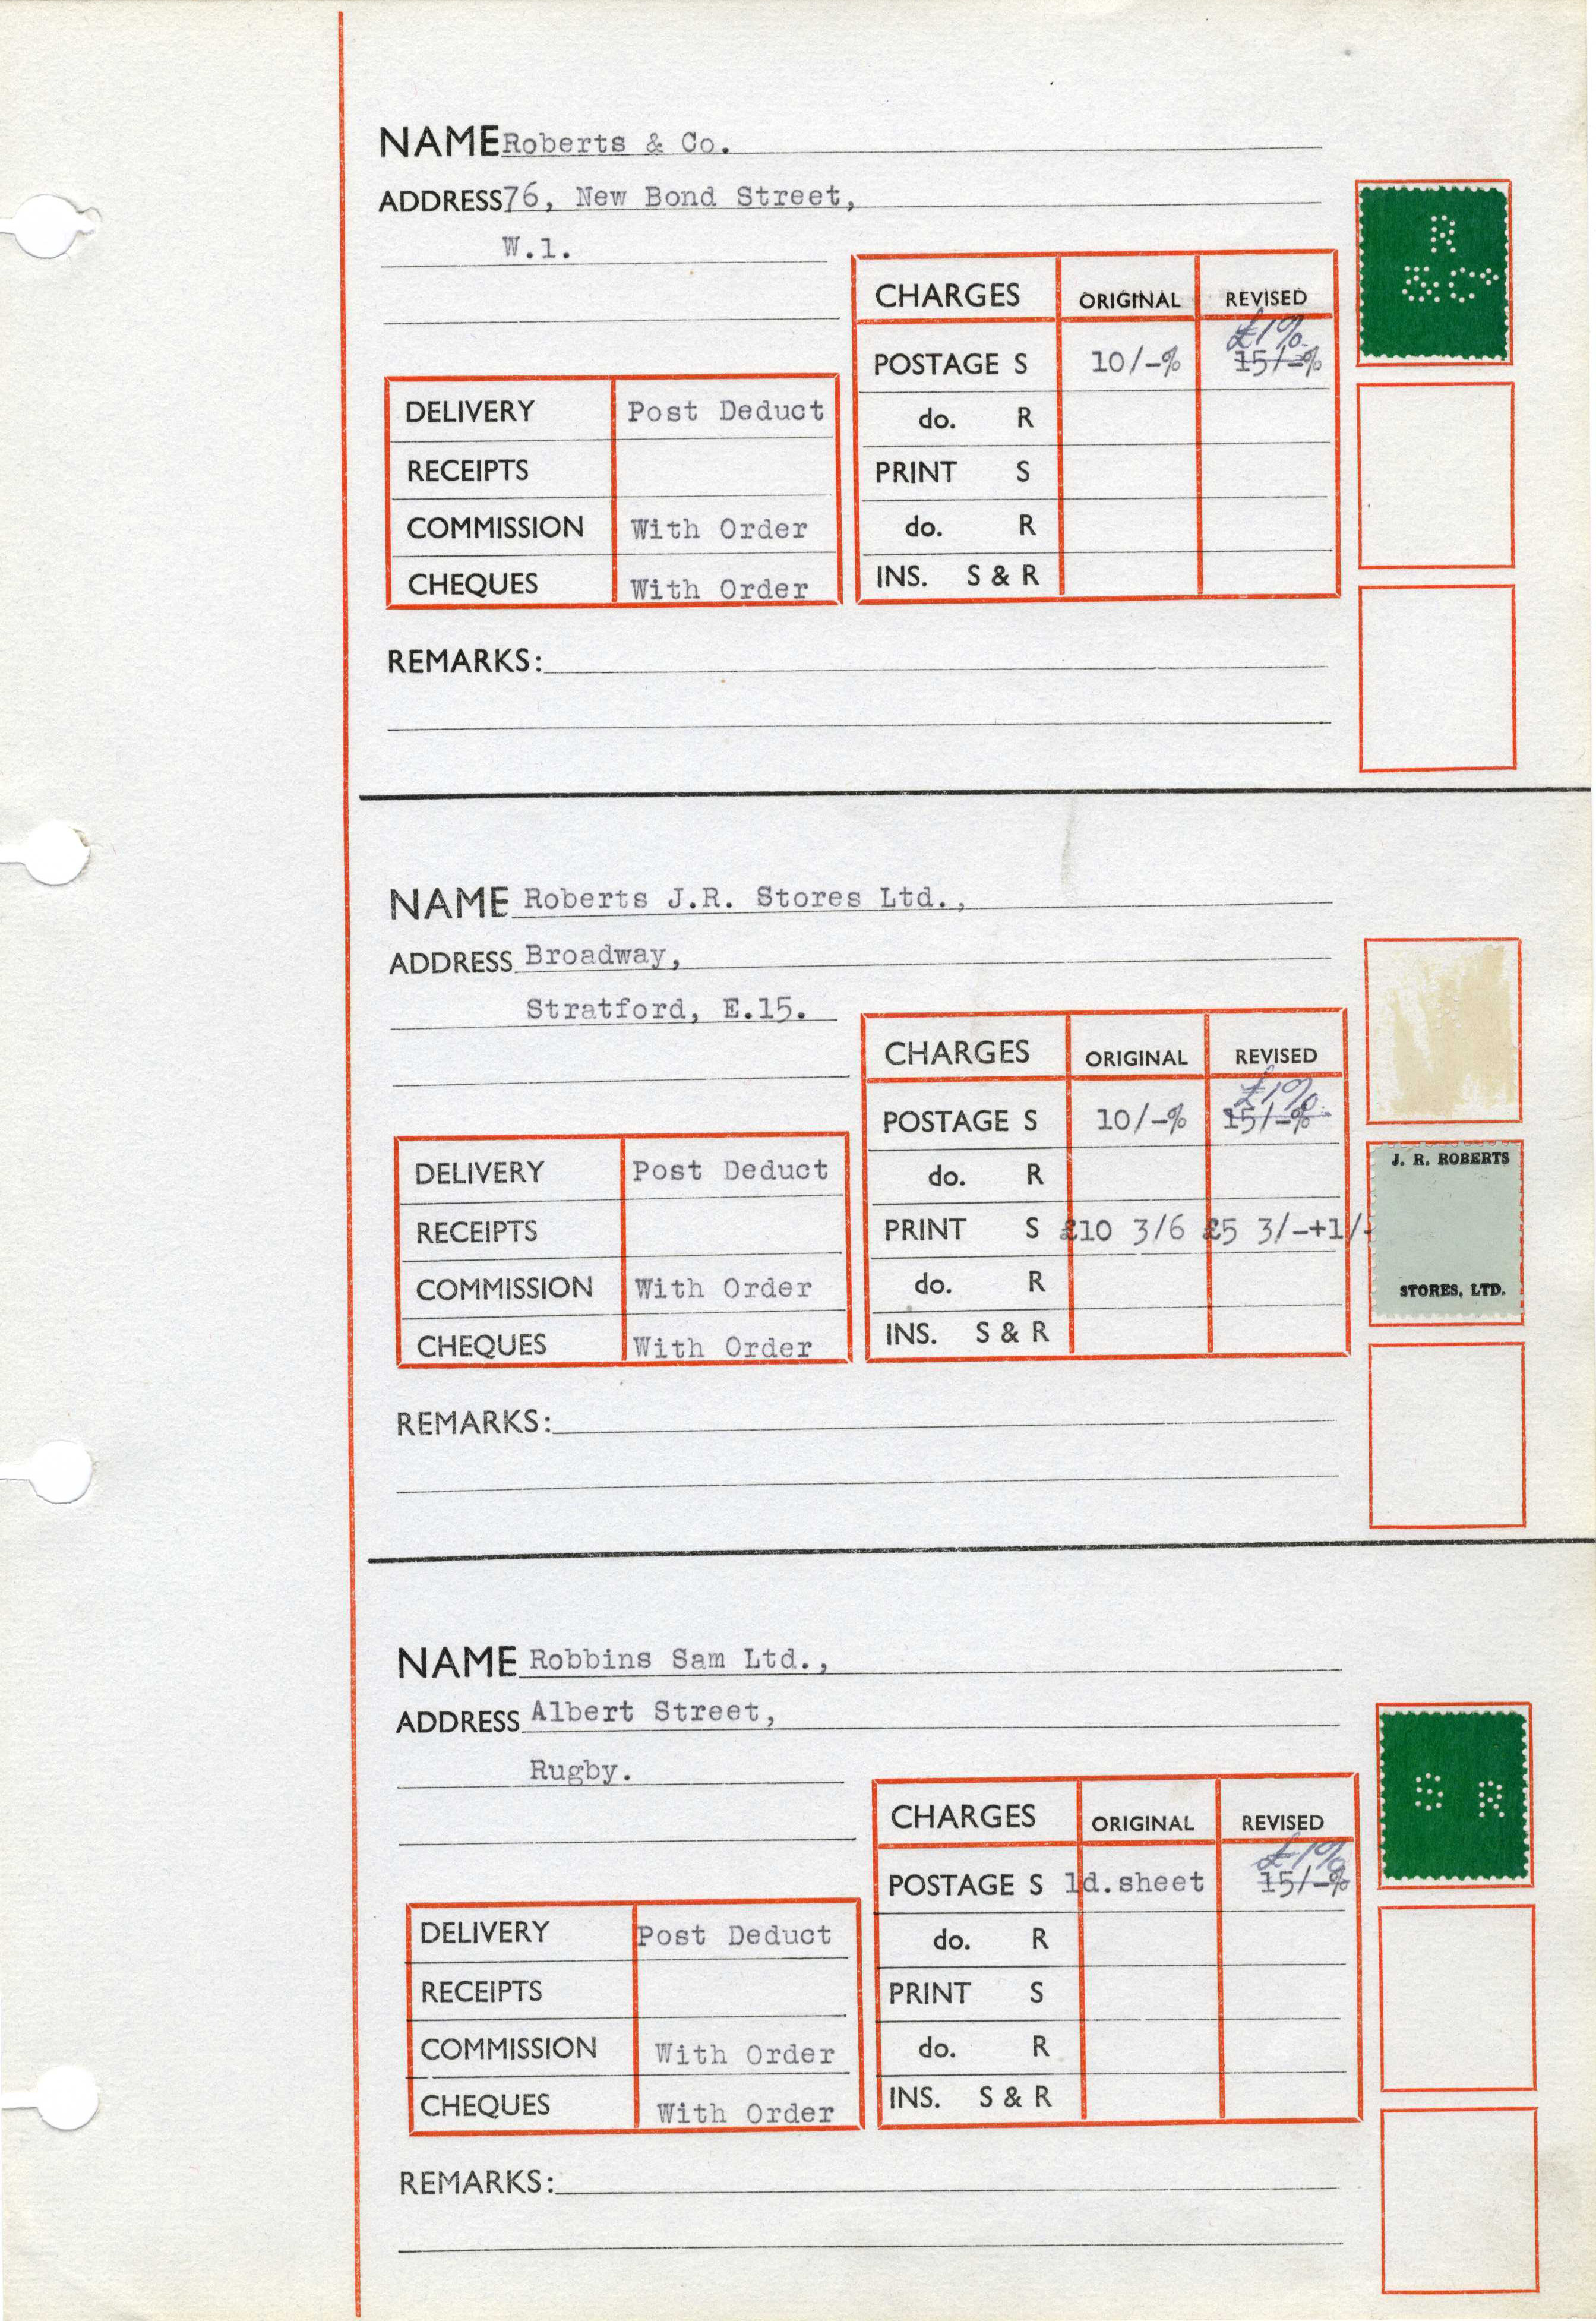 NAME Roberts & Co.
ADDRESS 76, New Bond Street,
W.1.
R
&Co
CHARGES ORIGINAL REVISED
£1%
POSTAGE S 10/-% 15/-%
do. R
PRINT S
do. R
INS. S & R
DELIVERY Post Deduct
RECEIPTS
COMMISSION With Order
CHEQUES With Order
REMARKS:
NAME Roberts J.R. Stores Ltd.,
ADDRESS Broadway,
Stratford, E.15.
CHARGES ORIGINAL REVISED
£1%
POSTAGE S 10/-% 15/-%
do. R
PRINT S £10 3/6 £5 3/-+1/-
do. R
INS. S & R
J. R. ROBERTS
STORES, LTD.
DELIVERY Post Deduct
RECEIPTS
COMMISSION With Order
CHEQUES With Order
REMARKS:
NAME Robbins Sam Ltd.,
ADDRESS Albert Street,
Rugby.
S R
CHARGES ORIGINAL REVISED
£1%
POSTAGE S 1d.sheet 15/-%
do. R
PRINT S
do. R
INS. S & R
DELIVERY Post Deduct
RECEIPTS
COMMISSION With Order
CHEQUES With Order
REMARKS: